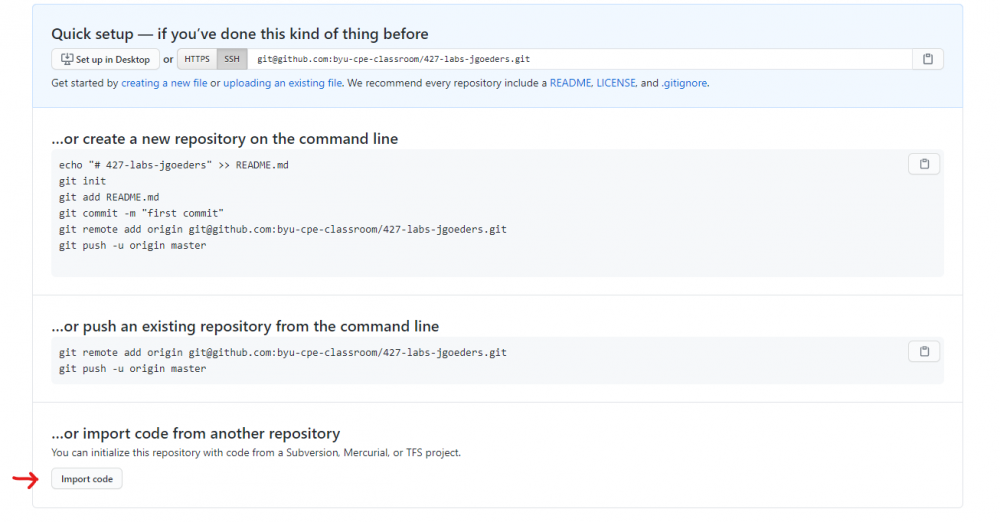 Quick setup — if you've done this kind of thing before
Set up in Desktop or HTTPS SSH git@github.com:byu-cpe-classroom/427-labs-jgoeders.git
Get started by creating a new file or uploading an existing file. We recommend every repository include a README, LICENSE, and .gitignore.
...or create a new repository on the command line
echo "# 427-labs-jgoeders" >> README.md
git init
git add README.md
git commit -m "first commit"
git remote add origin git@github.com:byu-cpe-classroom/427-labs-jgoeders.git
git push -u origin master
...or push an existing repository from the command line
git remote add origin git@github.com:byu-cpe-classroom/427-labs-jgoeders.git
git push -u origin master
...or import code from another repository
You can initialize this repository with code from a Subversion, Mercurial, or TFS project.
Import code